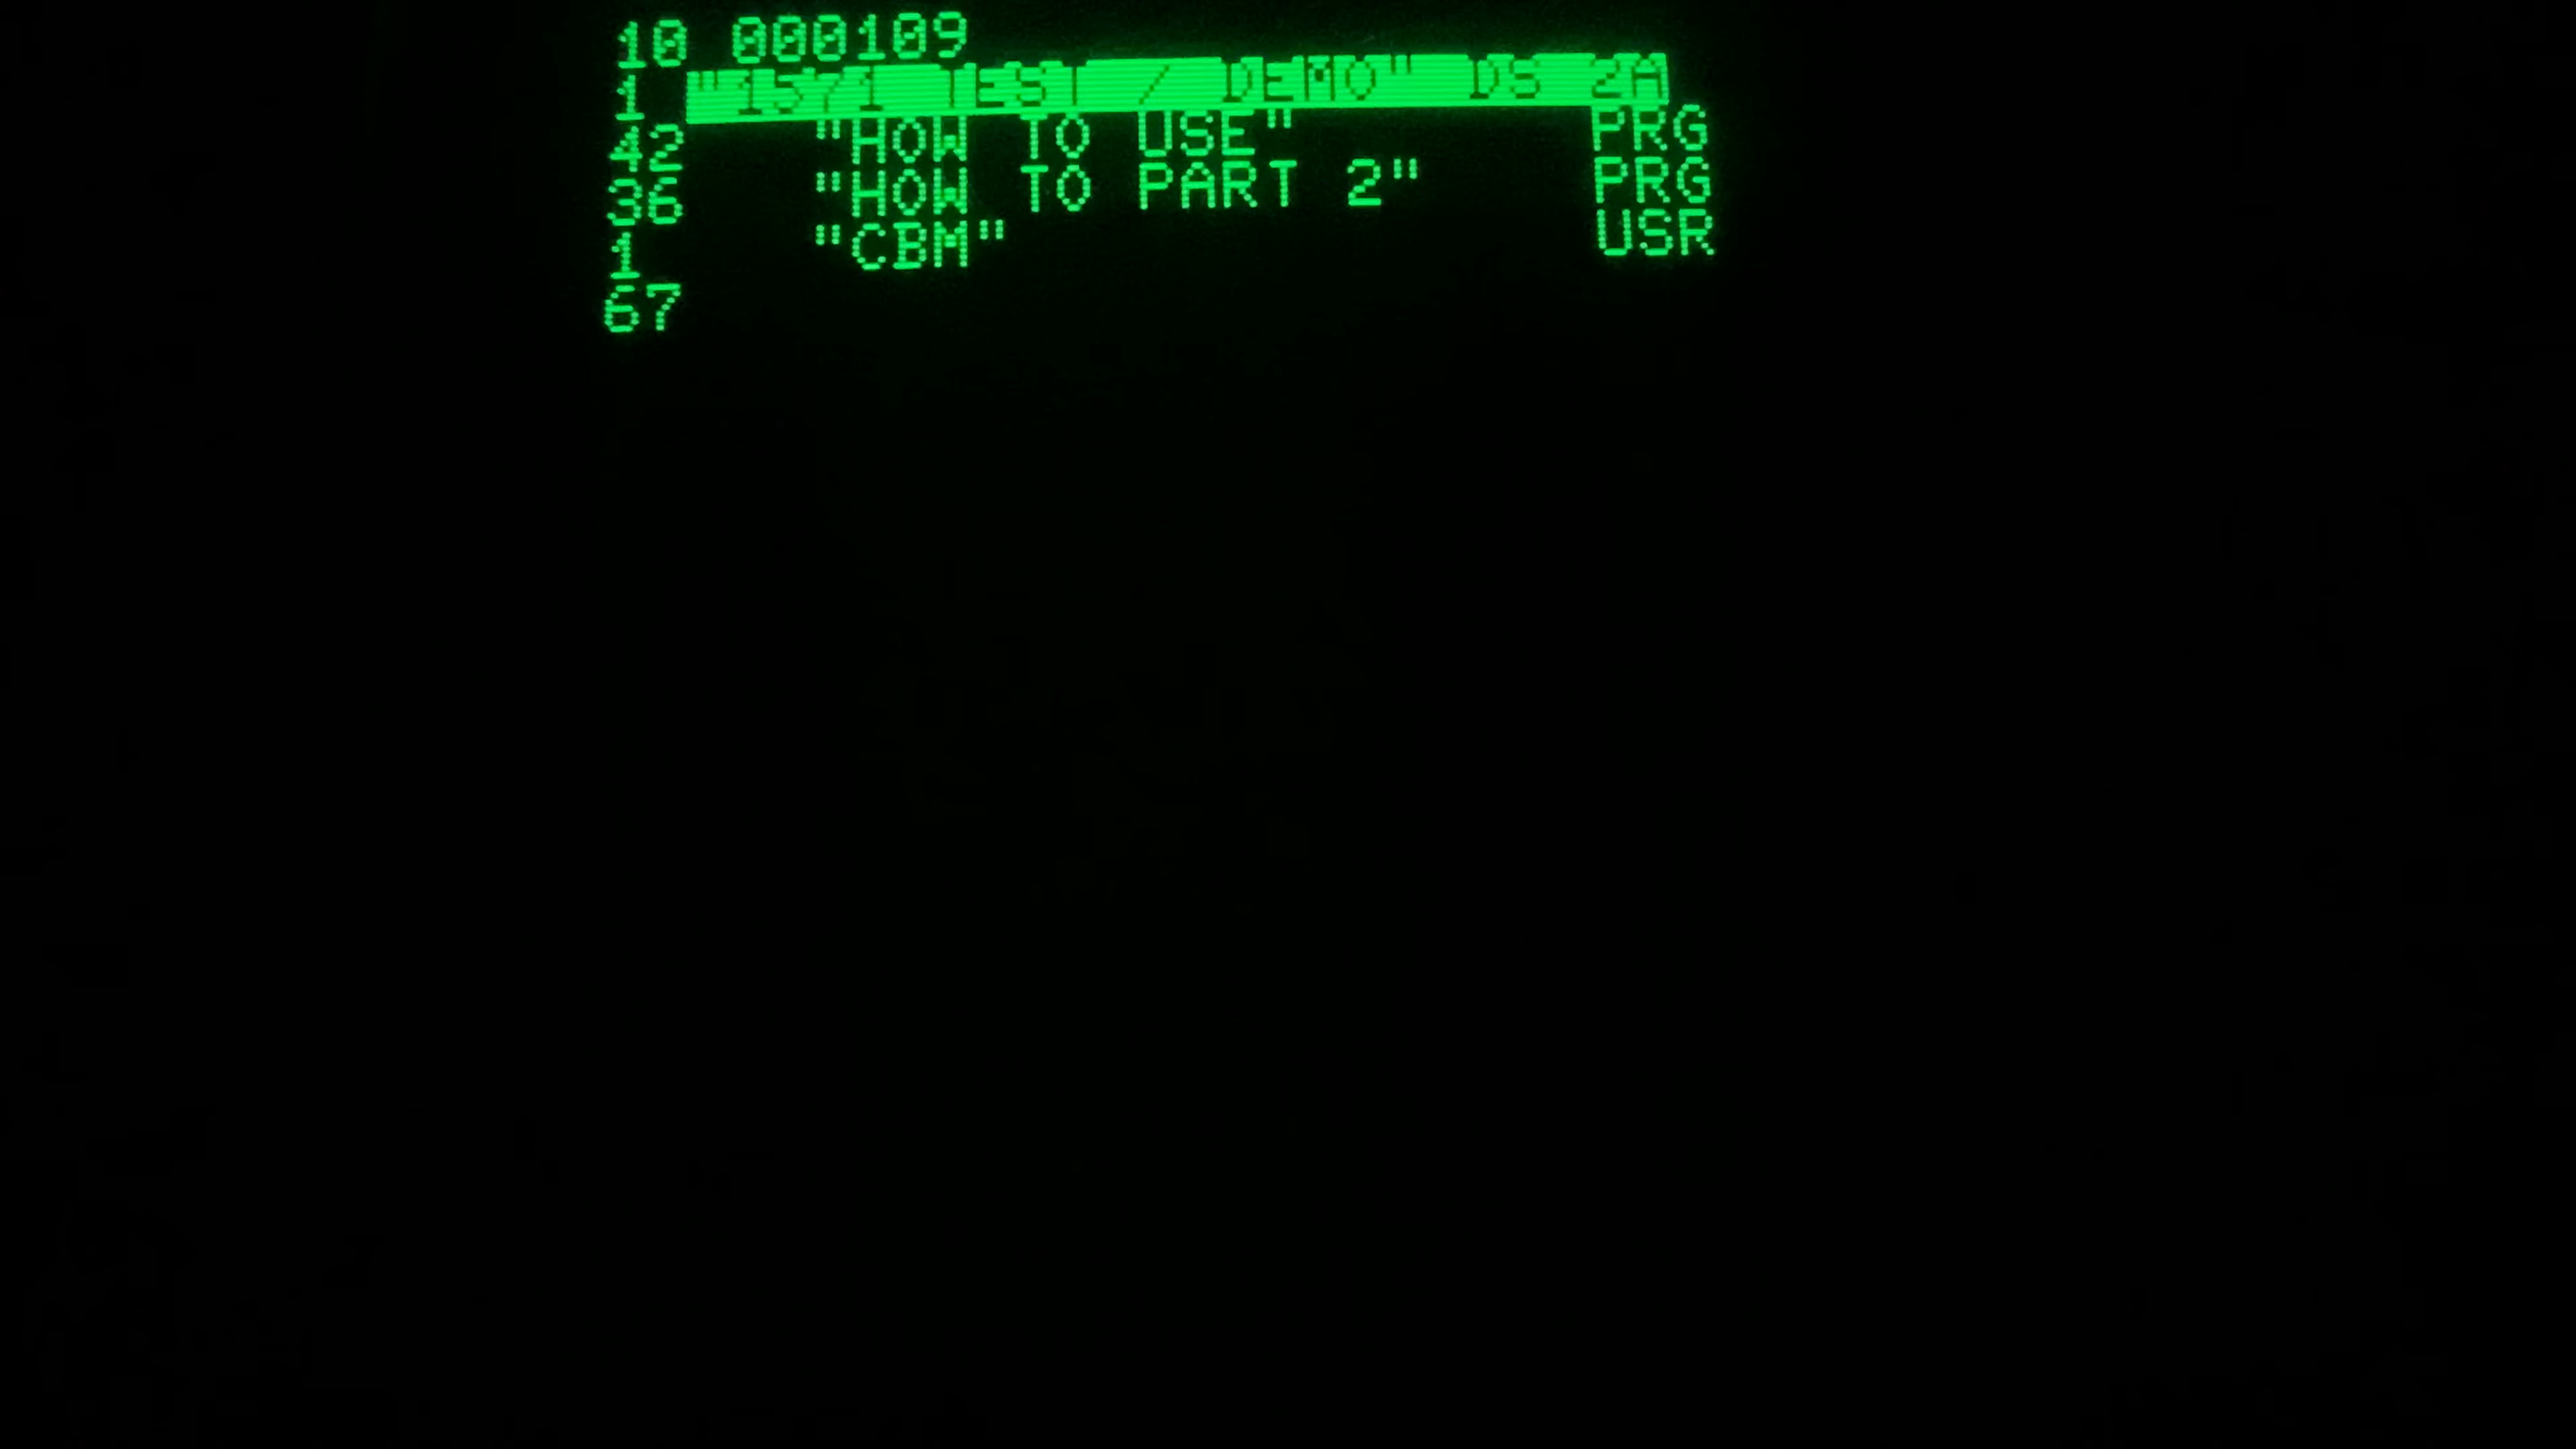 10 000109
1 "1571 TEST / DEMO" DS 2A
42 "HOW TO USE" PRG
36 "HOW TO PART 2" PRG
1 "CBM" USR
67